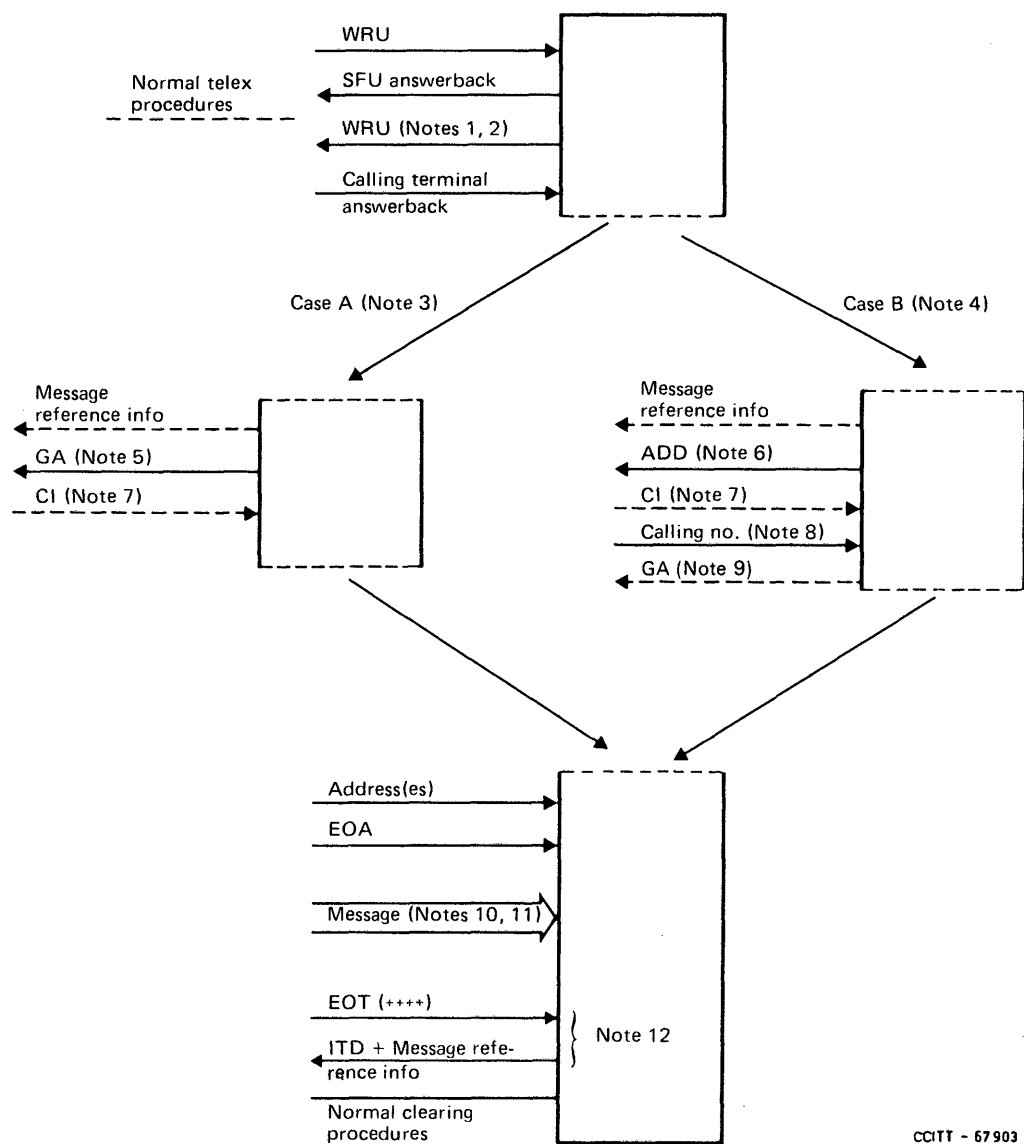 WRU
Normal telex
procedures
SFU answerback
WRU (Notes 1, 2)
Calling terminal
answerback
Case A (Note 3)
Case B (Note 4)
Message
reference info
GA (Note 5)
CI (Note 7)
Message
reference info
ADD (Note 6)
CI (Note 7)
Calling no. (Note 8)
GA (Note 9)
Address(es)
EOA
Message (Notes 10, 11)
EOT (++++)
Note 12
ITD + Message refe-
rence info
Normal clearing
procedures
CCITT - 67903